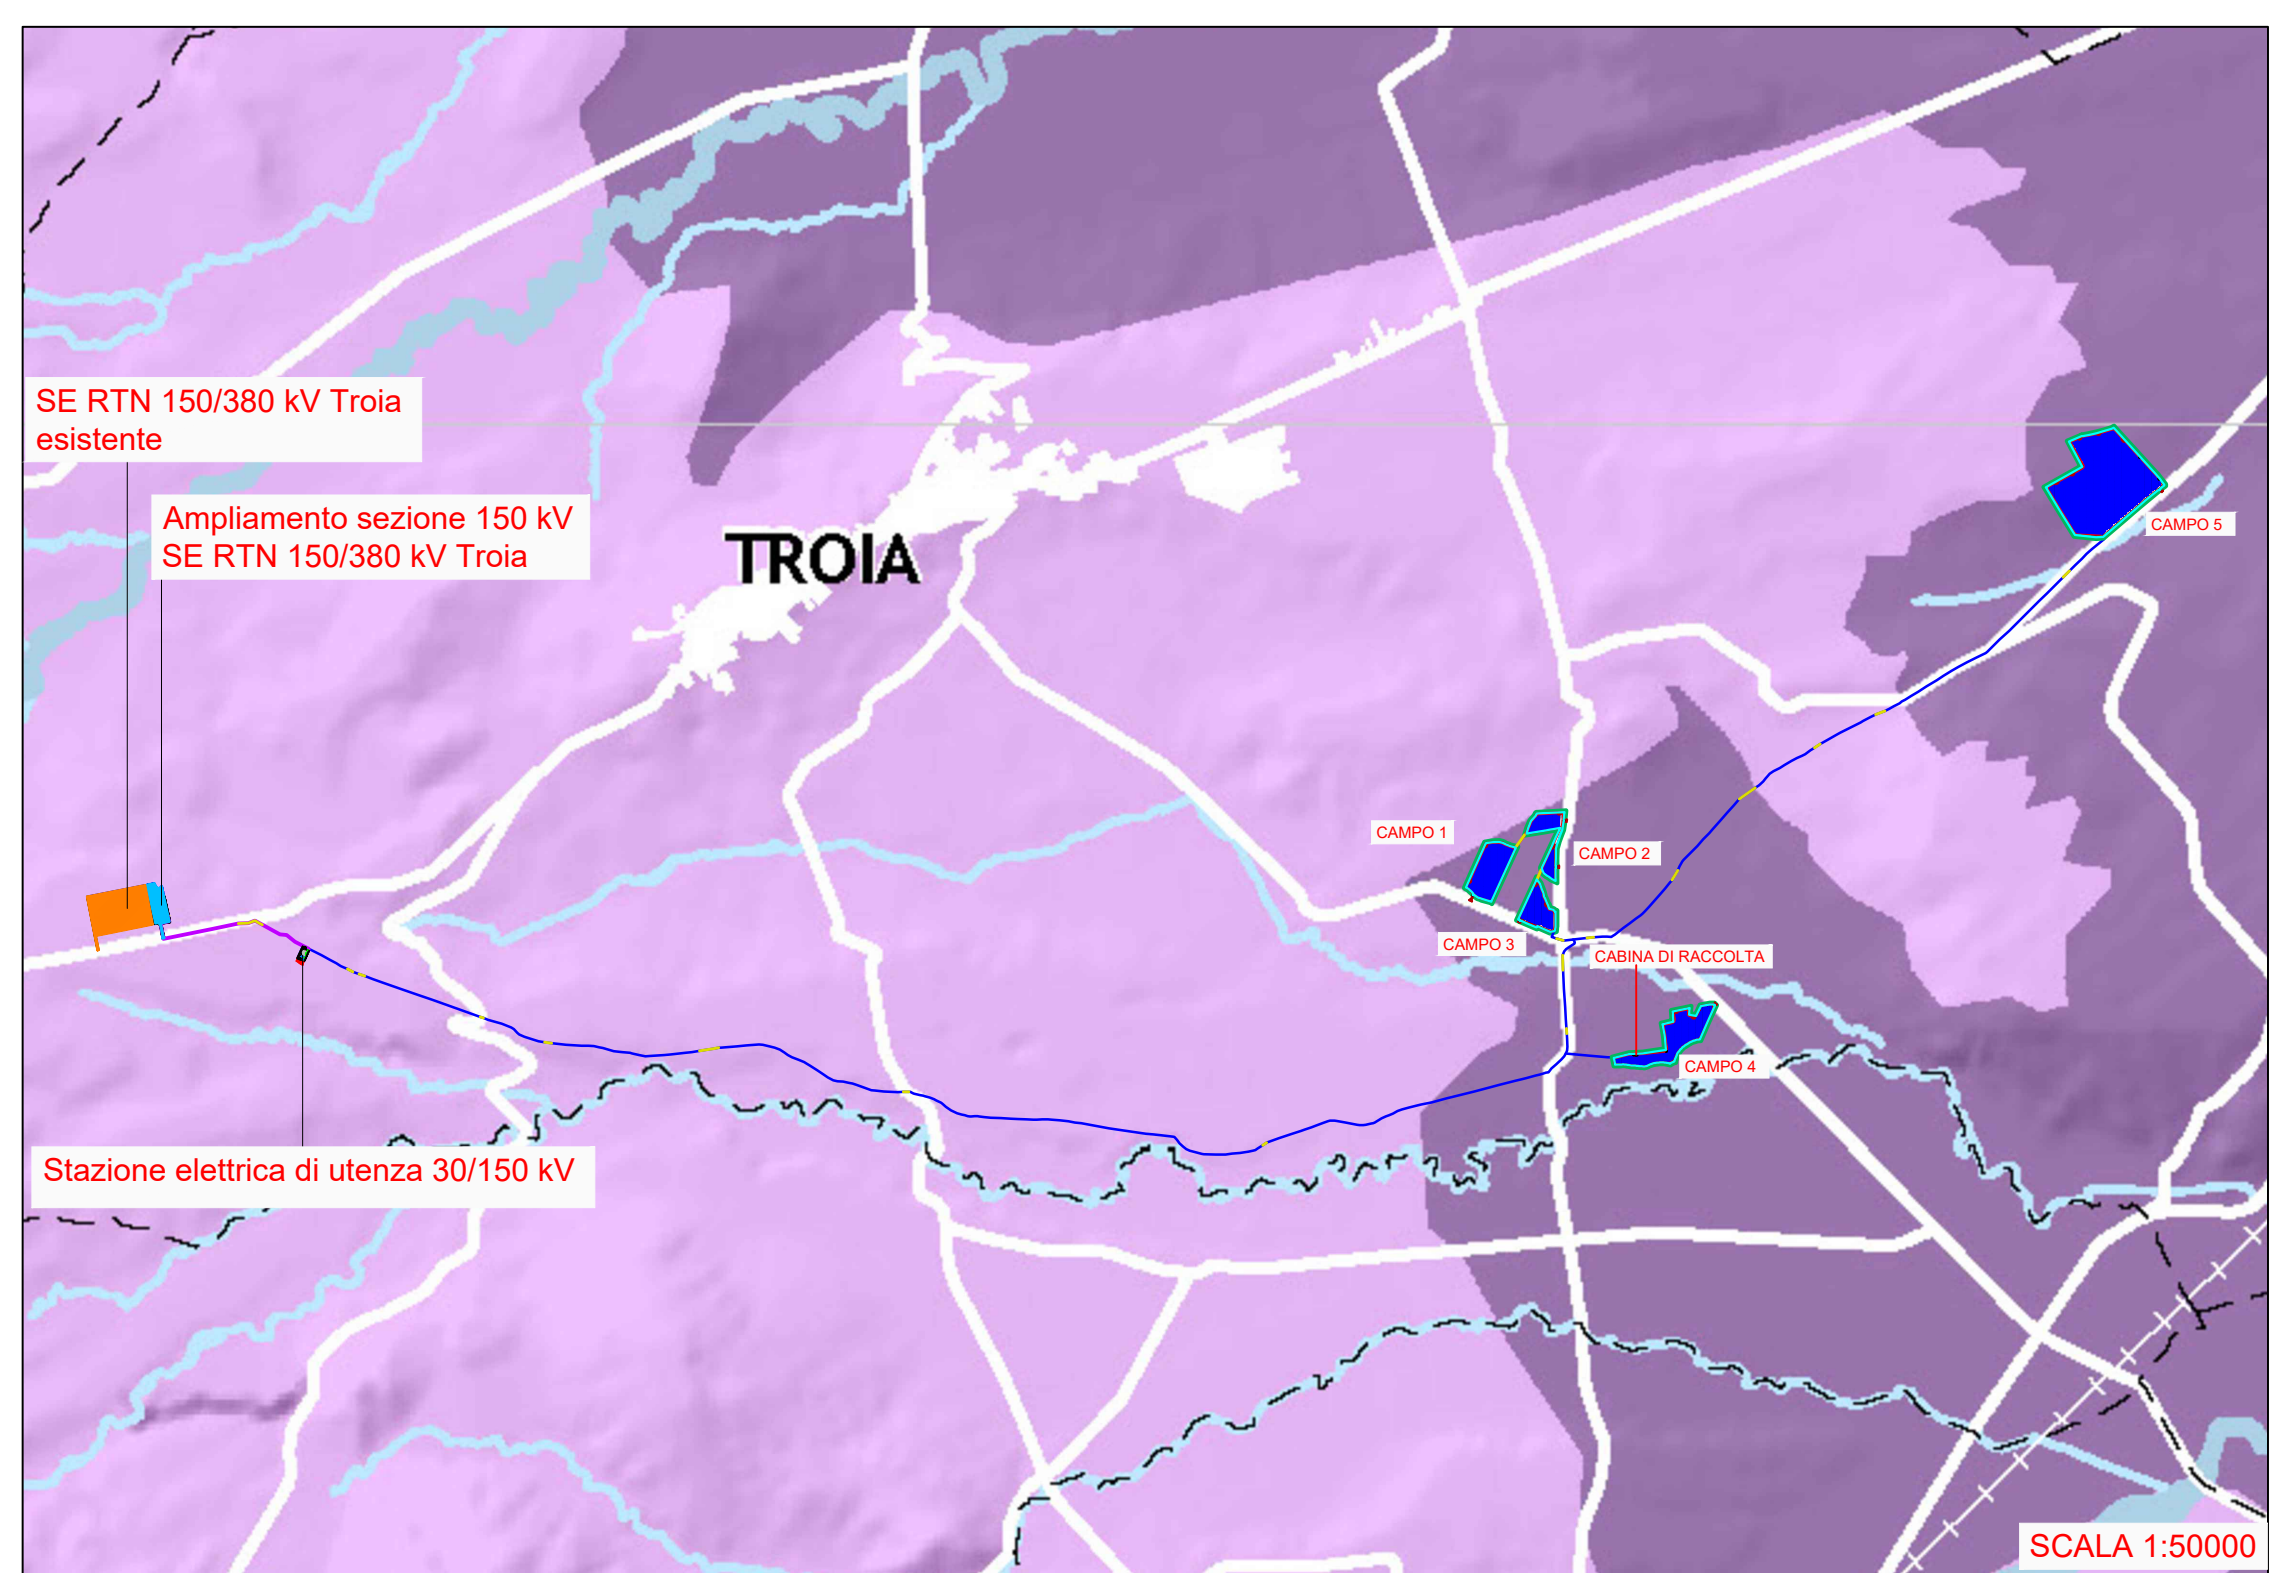 SE RTN 150/380 kV Troia
esistente
Ampliamento sezione 150 kV
SE RTN 150/380 kV Troia
TROIA
CAMPO 5
CAMPO 1
CAMPO 2
CAMPO 3
CABINA DI RACCOLTA
CAMPO 4
Stazione elettrica di utenza 30/150 kV
SCALA 1:50000